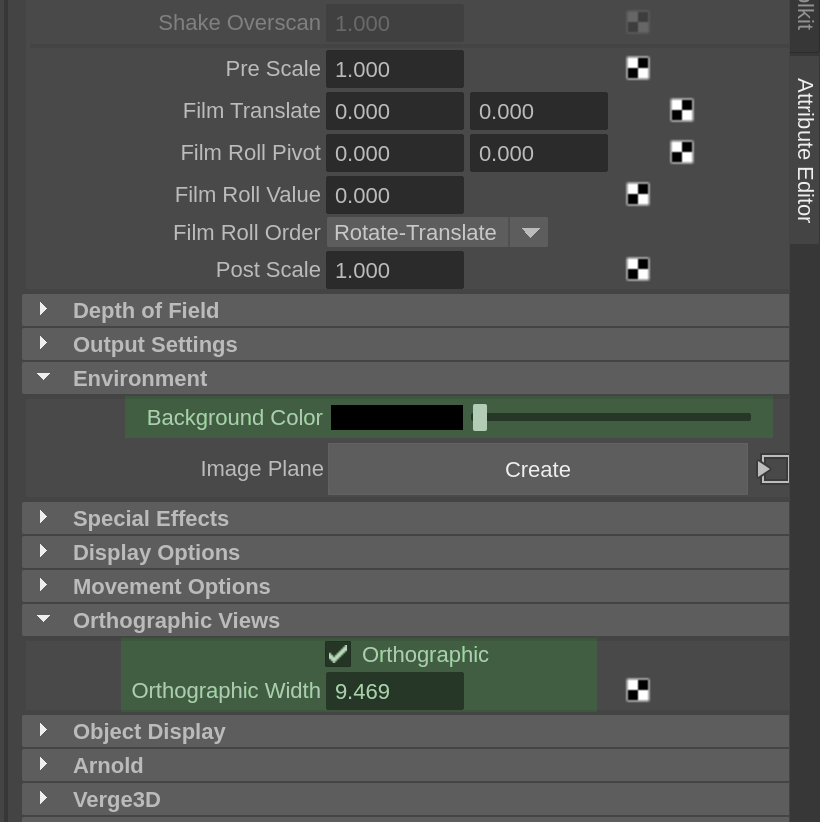 Shake Overscan 1.000
Pre Scale 1.000
Film Translate 0.000 0.000
Film Roll Pivot 0.000 0.000
Film Roll Value 0.000
Film Roll Order Rotate-Translate
Post Scale 1.000
Depth of Field
Output Settings
Environment
Background Color
Image Plane Create
Special Effects
Display Options
Movement Options
Orthographic Views
Orthographic
Orthographic Width 9.469
Object Display
Arnold
Verge3D
Attribute Editor